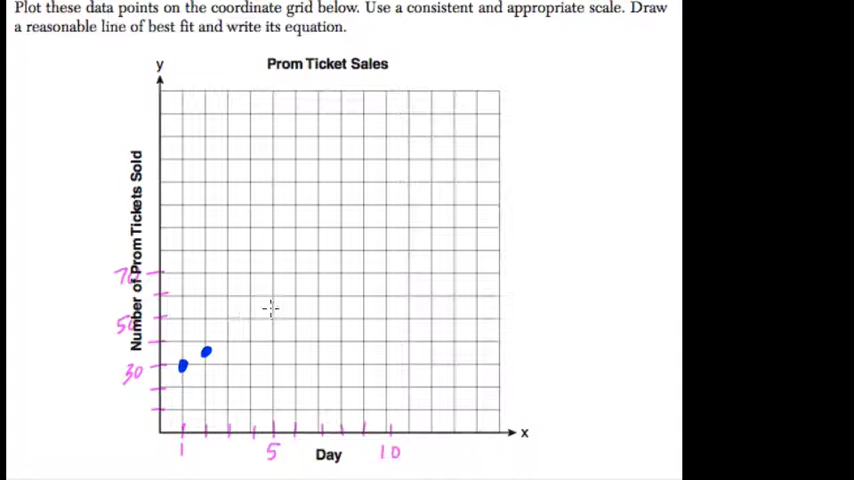 Plot these data points on the coordinate grid below. Use a consistent and appropriate scale. Draw
a reasonable line of best fit and write its equation.
y
Prom Ticket Sales
Number of Prom Tickets Sold
70
50
30
x
1
5
Day
10